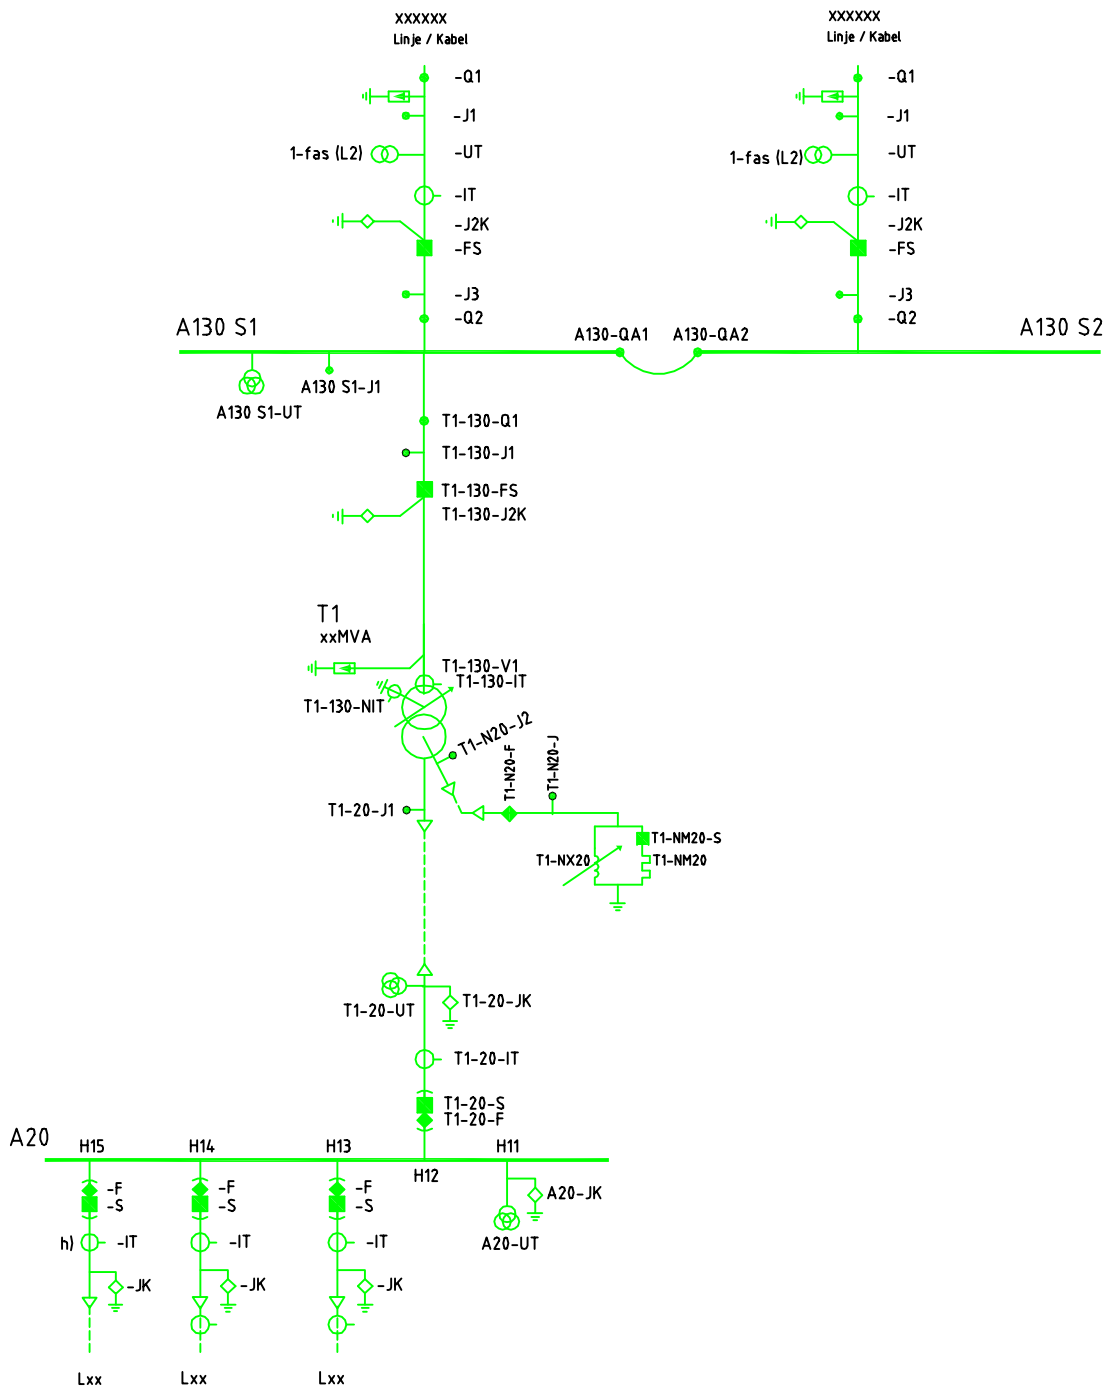 XXXXXX
Linje / Kabel
XXXXXX
Linje / Kabel
-Q1
-J1
1-fas (L2)
-UT
-IT
-J2K
-FS
-J3
-Q2
-Q1
-J1
1-fas (L2)
-UT
-IT
-J2K
-FS
-J3
-Q2
A130 S1
A130-QA1
A130-QA2
A130 S2
A130 S1-UT
A130 S1-J1
T1-130-Q1
T1-130-J1
T1-130-FS
T1-130-J2K
T1
xxMVA
T1-130-V1
T1-130-IT
T1-130-NIT
T1-N20-J2
T1-N20-F
T1-N20-J
T1-20-J1
T1-NM20-S
T1-NX20
T1-NM20
T1-20-UT
T1-20-JK
T1-20-IT
T1-20-S
T1-20-F
A20
H15
H14
H13
H12
H11
-F
-S
-F
-S
-F
-S
A20-JK
A20-UT
h)
-IT
-IT
-IT
-JK
-JK
-JK
Lxx
Lxx
Lxx